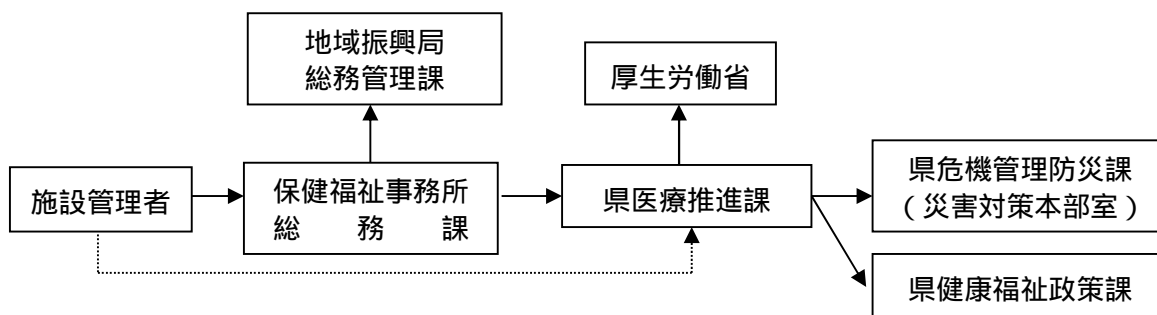 地域振興局
総務管理課
厚生労働省
施設管理者
保健福祉事務所
総務課
県医療推進課
県危機管理防災課
（災害対策本部室）
県健康福祉政策課